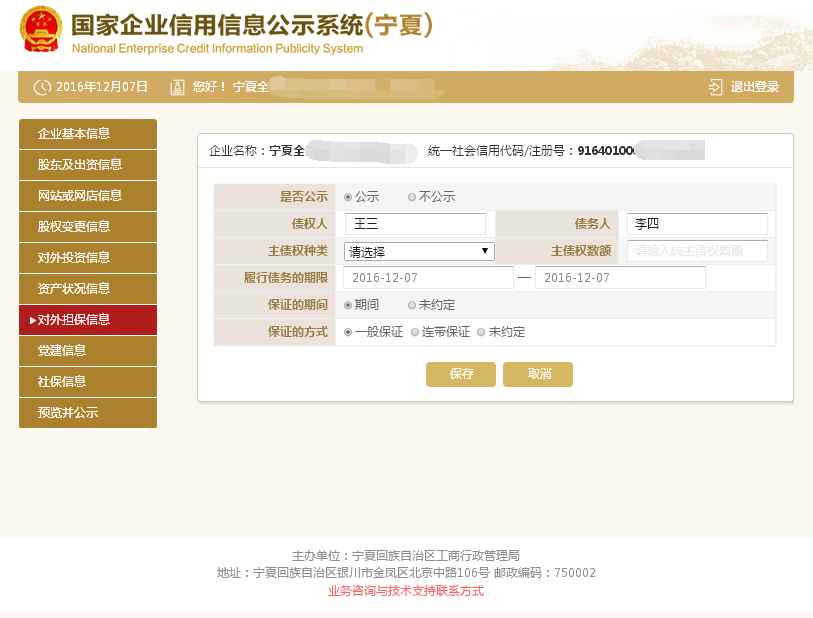 国家企业信用信息公示系统(宁夏)
National Enterprise Credit Information Publicity System
2016年12月07日 您好！ 宁夏全 退出登录
企业基本信息
股东及出资信息
网站或网店信息
股权变更信息
对外投资信息
资产状况信息
▸对外担保信息
党建信息
社保信息
预览并公示
企业名称：宁夏全 统一社会信用代码/注册号：91640100
是否公示 公示 不公示
债权人 王三 债务人 李四
主债权种类 请选择 ▼ 主债权数额 请输入统主债权数额
履行债务的期限 2016-12-07 — 2016-12-07
保证的期间 期间 未约定
保证的方式 一般保证 连带保证 未约定
保存 取消
主办单位：宁夏回族自治区工商行政管理局
地址：宁夏回族自治区银川市金凤区北京中路106号 邮政编码：750002
业务咨询与技术支持联系方式